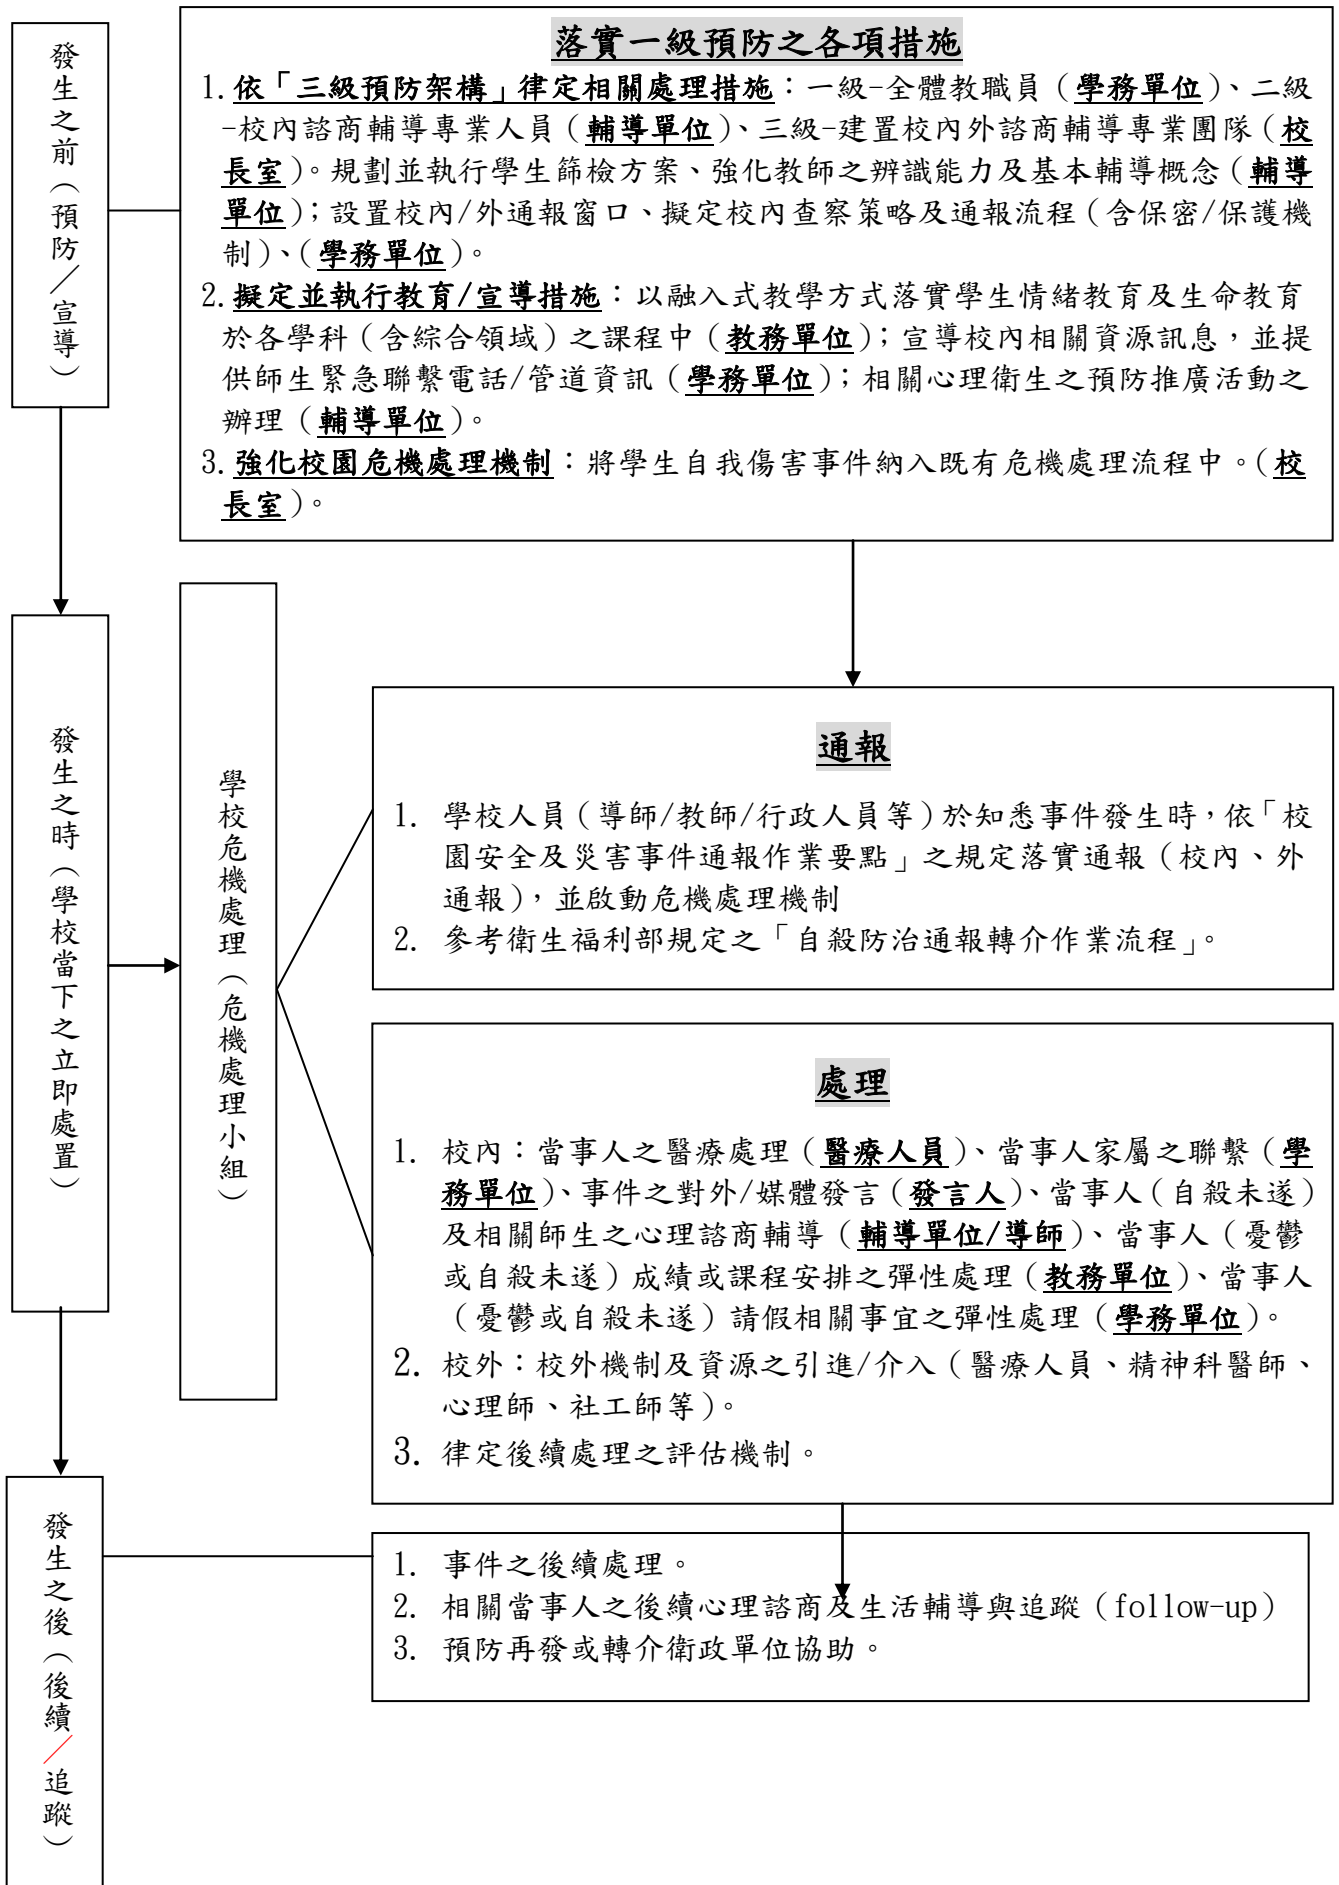 發生之前（預防／宣導）
落實一級預防之各項措施
1.依「三級預防架構」律定相關處理措施：一級-全體教職員（學務單位）、二級
-校內諮商輔導專業人員（輔導單位）、三級-建置校內外諮商輔導專業團隊（校
長室）。規劃並執行學生篩檢方案、強化教師之辨識能力及基本輔導概念（輔導
單位）；設置校內/外通報窗口、擬定校內查察策略及通報流程（含保密/保護機
制）、（學務單位）。
2.擬定並執行教育/宣導措施：以融入式教學方式落實學生情緒教育及生命教育
於各學科（含綜合領域）之課程中（教務單位）；宣導校內相關資源訊息，並提
供師生緊急聯繫電話/管道資訊（學務單位）；相關心理衛生之預防推廣活動之
辦理（輔導單位）。
3.強化校園危機處理機制：將學生自我傷害事件納入既有危機處理流程中。（校
長室）。
發生之時（學校當下之立即處置）
學校危機處理（危機處理小組）
通報
1. 學校人員（導師/教師/行政人員等）於知悉事件發生時，依「校
園安全及災害事件通報作業要點」之規定落實通報（校內、外
通報），並啟動危機處理機制
2. 參考衛生福利部規定之「自殺防治通報轉介作業流程」。
處理
1. 校內：當事人之醫療處理（醫療人員）、當事人家屬之聯繫（學
務單位）、事件之對外/媒體發言（發言人）、當事人（自殺未遂）
及相關師生之心理諮商輔導（輔導單位/導師）、當事人（憂鬱
或自殺未遂）成績或課程安排之彈性處理（教務單位）、當事人
（憂鬱或自殺未遂）請假相關事宜之彈性處理（學務單位）。
2. 校外：校外機制及資源之引進/介入（醫療人員、精神科醫師、
心理師、社工師等）。
3. 律定後續處理之評估機制。
發生之後（後續／追蹤）
1. 事件之後續處理。
2. 相關當事人之後續心理諮商及生活輔導與追蹤（follow-up）
3. 預防再發或轉介衛政單位協助。